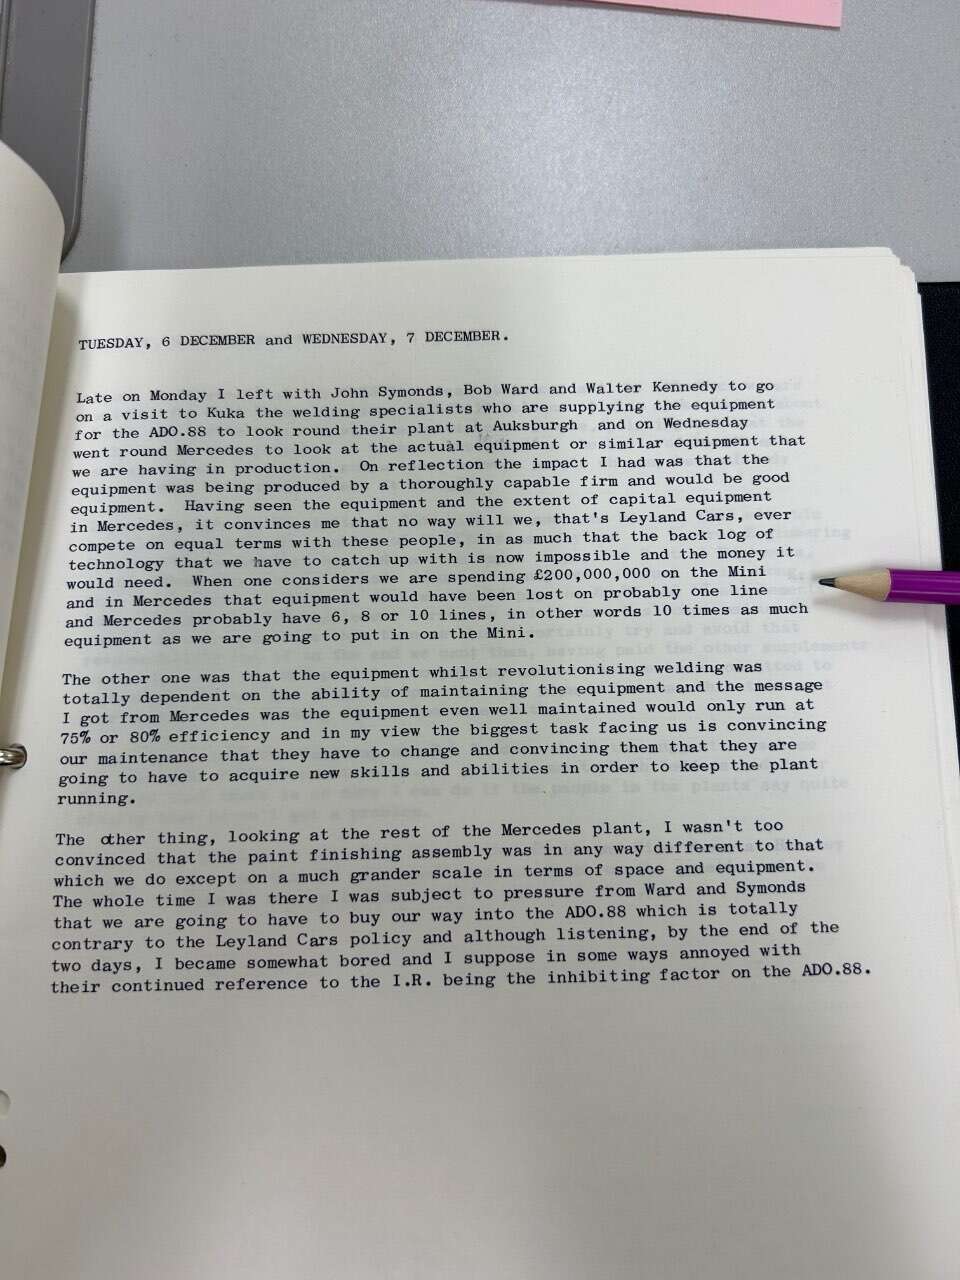 TUESDAY, 6 DECEMBER and WEDNESDAY, 7 DECEMBER.
Late on Monday I left with John Symonds, Bob Ward and Walter Kennedy to go
on a visit to Kuka the welding specialists who are supplying the equipment
for the ADO.88 to look round their plant at Auksburgh and on Wednesday
went round Mercedes to look at the actual equipment or similar equipment that
we are having in production. On reflection the impact I had was that the
equipment was being produced by a thoroughly capable firm and would be good
equipment. Having seen the equipment and the extent of capital equipment
in Mercedes, it convinces me that no way will we, that's Leyland Cars, ever
compete on equal terms with these people, in as much that the back log of
technology that we have to catch up with is now impossible and the money it
would need. When one considers we are spending £200,000,000 on the Mini
and in Mercedes that equipment would have been lost on probably one line
and Mercedes probably have 6, 8 or 10 lines, in other words 10 times as much
equipment as we are going to put in on the Mini.
The other one was that the equipment whilst revolutionising welding was
totally dependent on the ability of maintaining the equipment and the message
I got from Mercedes was the equipment even well maintained would only run at
75% or 80% efficiency and in my view the biggest task facing us is convincing
our maintenance that they have to change and convincing them that they are
going to have to acquire new skills and abilities in order to keep the plant
running.
The other thing, looking at the rest of the Mercedes plant, I wasn't too
convinced that the paint finishing assembly was in any way different to that
which we do except on a much grander scale in terms of space and equipment.
The whole time I was there I was subject to pressure from Ward and Symonds
that we are going to have to buy our way into the ADO.88 which is totally
contrary to the Leyland Cars policy and although listening, by the end of the
two days, I became somewhat bored and I suppose in some ways annoyed with
their continued reference to the I.R. being the inhibiting factor on the ADO.88.